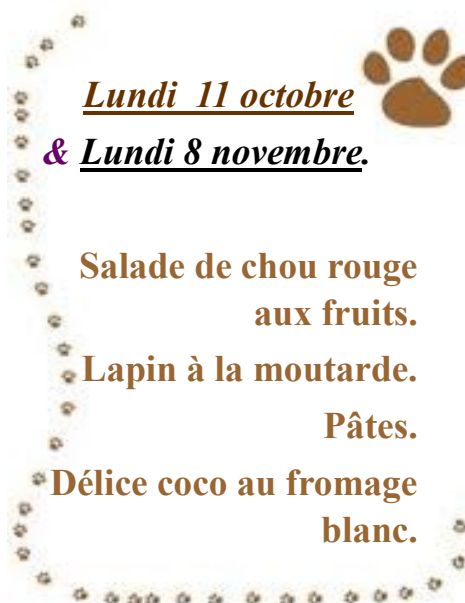 Lundi 11 octobre
& Lundi 8 novembre.
Salade de chou rouge
aux fruits.
Lapin à la moutarde.
Pâtes.
Délice coco au fromage
blanc.